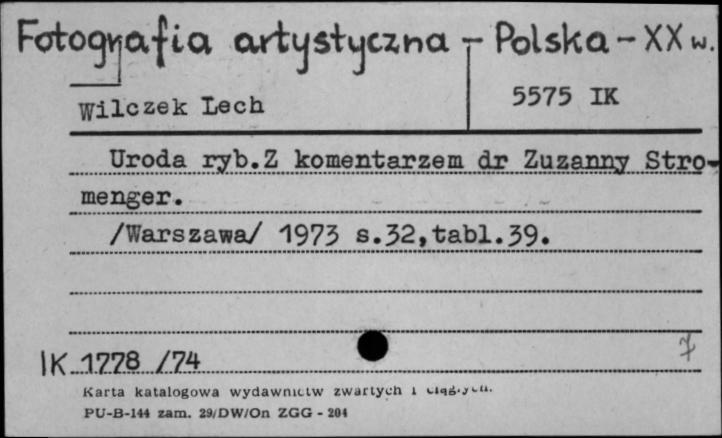 Fotografia artystyczna – Polska – XX w.
Wilczek Lech
5575 IK
Uroda ryb.Z komentarzem dr Zuzanny Stro-
menger.
/Warszawa/ 1973 s.32,tabl.39.
IK 1778 /74
7
Karta katalogowa wydawnictw zwartych i
PU-B-144 zam. 29/DW/On ZGG - 204